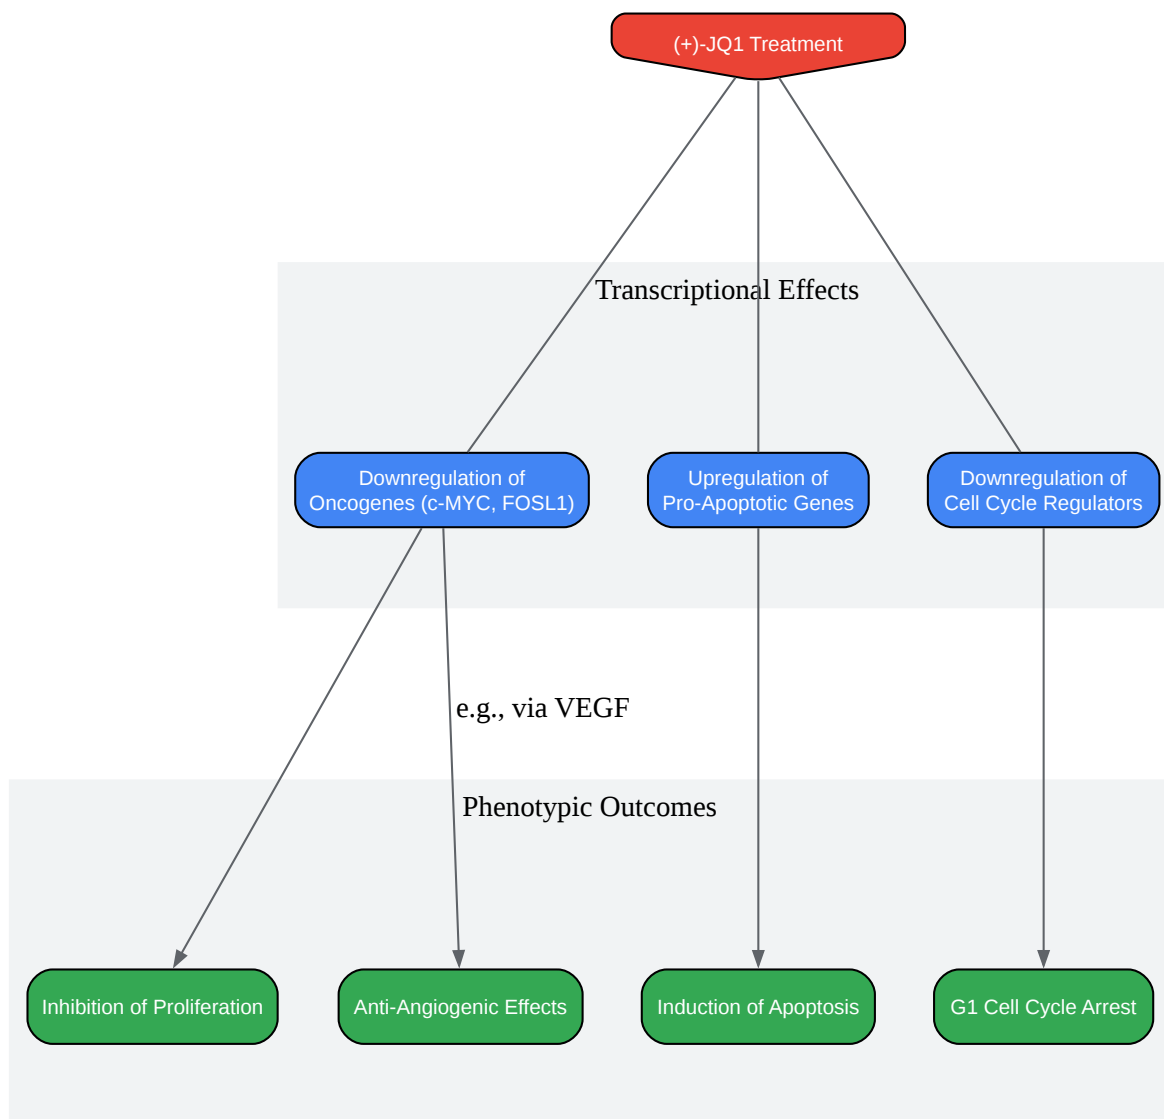 (+)-JQ1 Treatment
Transcriptional Effects
Downregulation of
Oncogenes (c-MYC, FOSL1)
Upregulation of
Pro-Apoptotic Genes
Downregulation of
Cell Cycle Regulators
e.g., via VEGF
Phenotypic Outcomes
Inhibition of Proliferation
Anti-Angiogenic Effects
Induction of Apoptosis
G1 Cell Cycle Arrest